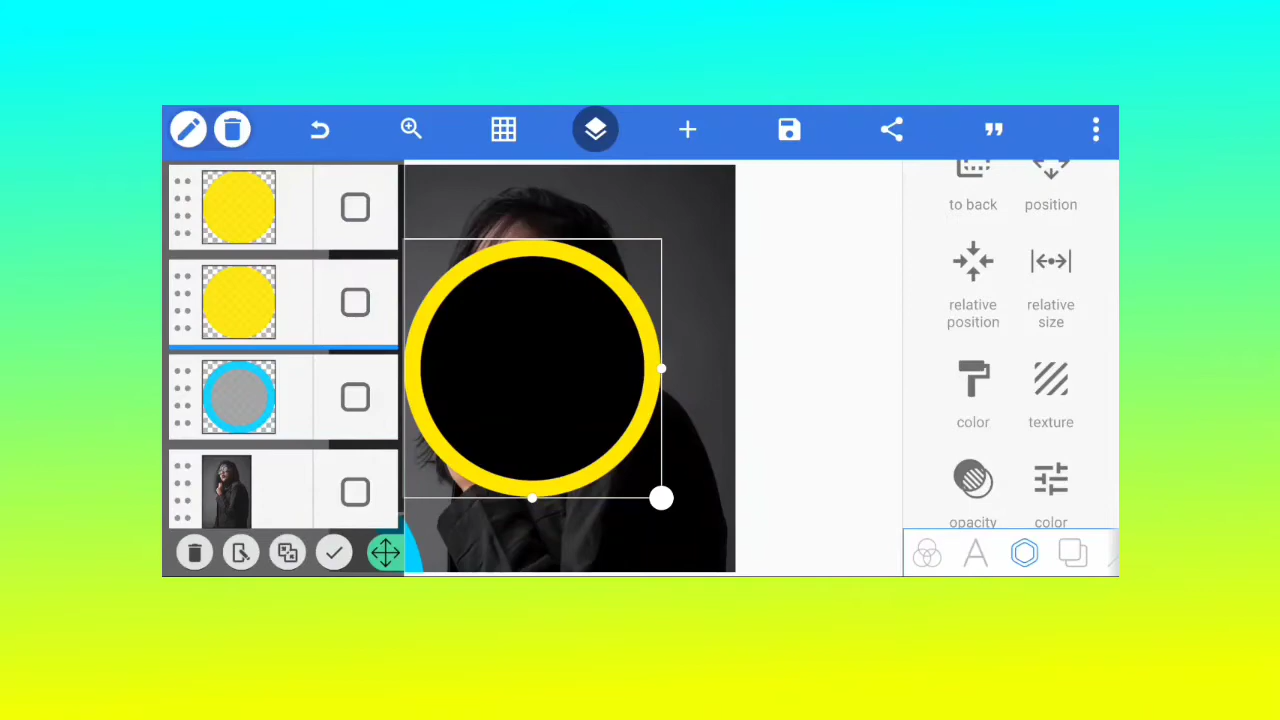 to back
position
relative
position
relative
size
color
texture
opacity
color